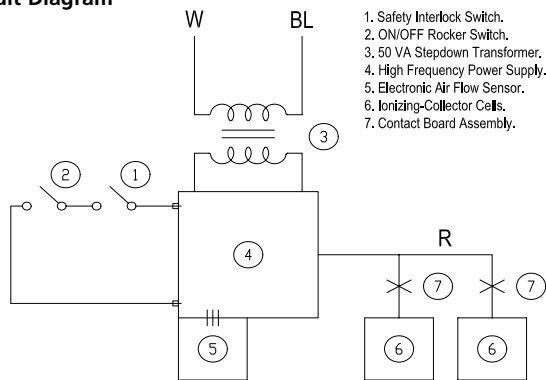 uit Diagram
W BL
1. Safety Interlock Switch.
2. ON/OFF Rocker Switch.
3. 50 VA Stepdown Transformer.
4. High Frequency Power Supply.
5. Electronic Air Flow Sensor.
6. Ionizing-Collector Cells.
7. Contact Board Assembly.
3
2 1
4
R
7 7
5 6 6